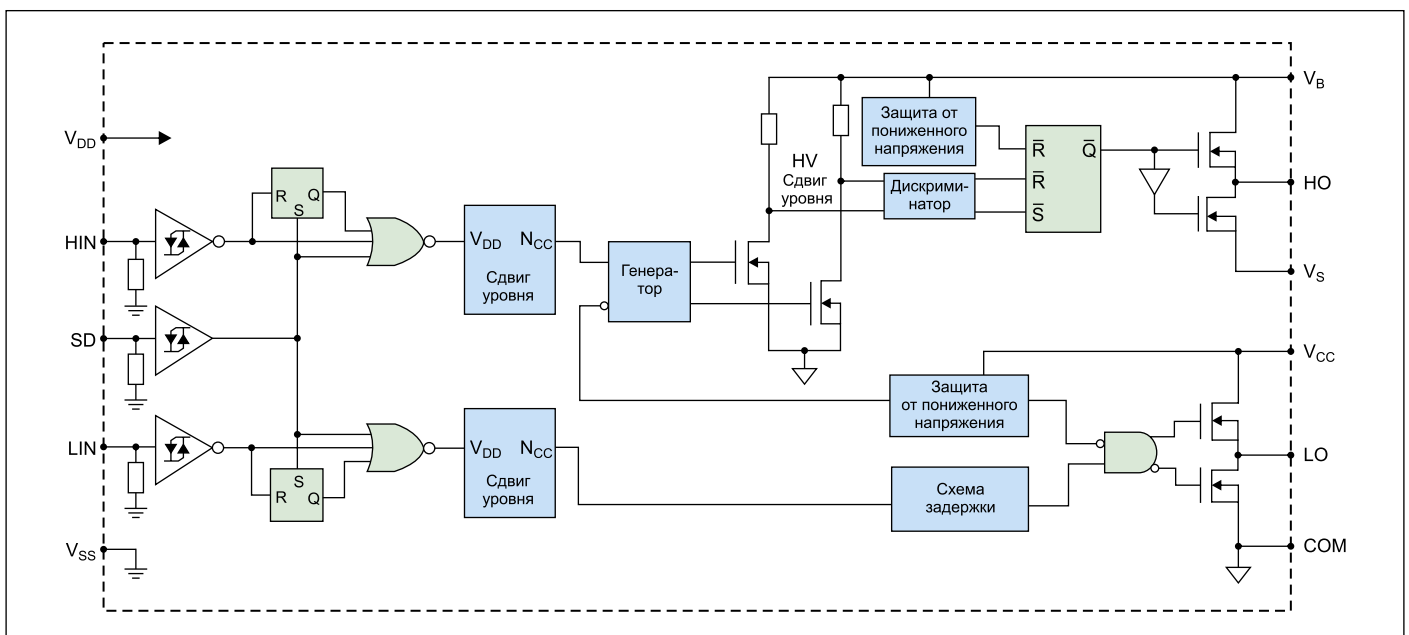 V_DD
HIN
SD
LIN
V_SS
R Q
S
S
R Q
V_DD N_CC
Сдвиг
уровня
V_DD N_CC
Сдвиг
уровня
Генера-
тор
HV
Сдвиг
уровня
Защита от
пониженного
напряжения
Дискрими-
натор
R̅ Q̅
R̅
S̅
Защита
от пониженного
напряжения
Схема
задержки
V_B
HO
V_S
V_CC
LO
COM